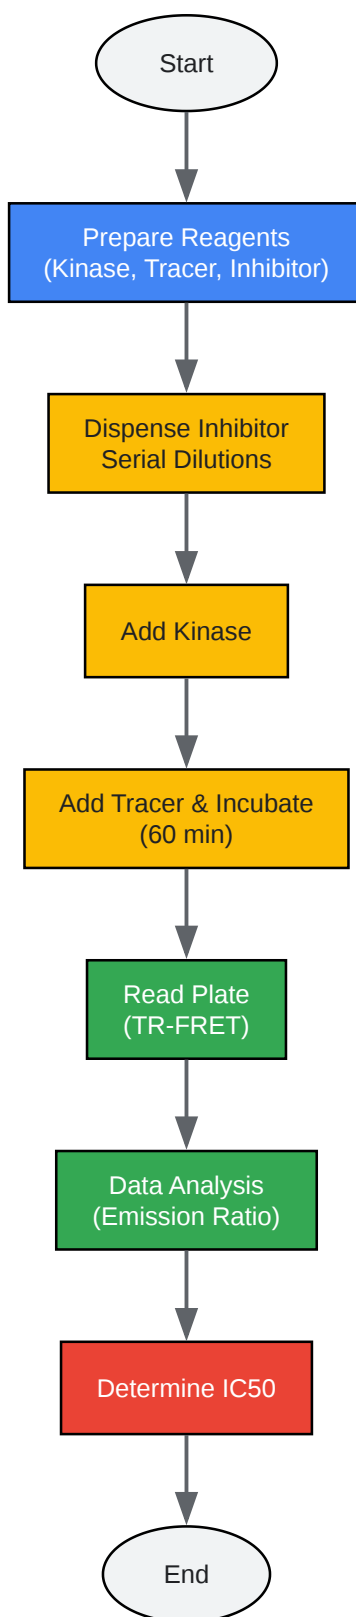 Start
Prepare Reagents
(Kinase, Tracer, Inhibitor)
Dispense Inhibitor
Serial Dilutions
Add Kinase
Add Tracer & Incubate
(60 min)
Read Plate
(TR-FRET)
Data Analysis
(Emission Ratio)
Determine IC50
End